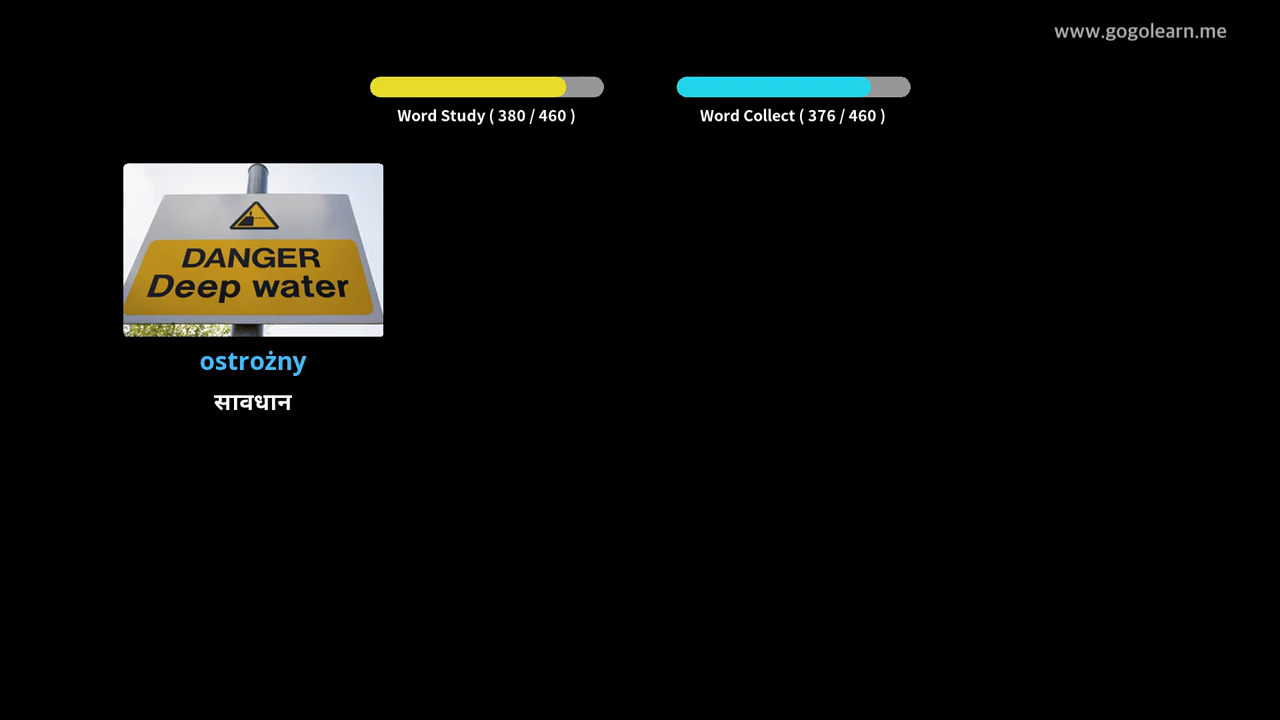 www.gogolearn.me
Word Study ( 380 / 460 )
Word Collect ( 376 / 460 )
DANGER
Deep water
ostrożny
सावधान